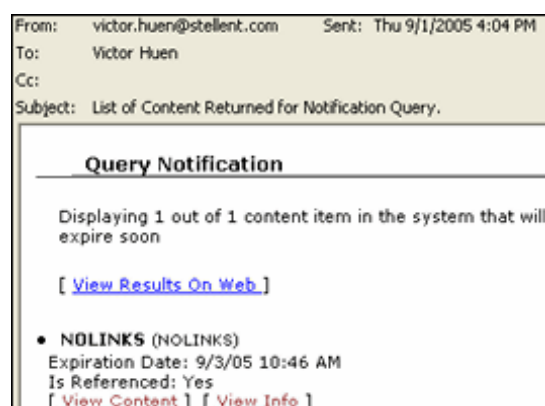 From: victor.huen@stellent.com Sent: Thu 9/1/2005 4:04 PM
To: Victor Huen
Cc:
Subject: List of Content Returned for Notification Query.
Query Notification
Displaying 1 out of 1 content item in the system that will
expire soon
[ View Results On Web ]
• NOLINKS (NOLINKS)
Expiration Date: 9/3/05 10:46 AM
Is Referenced: Yes
[ View Content ] [ View Info ]